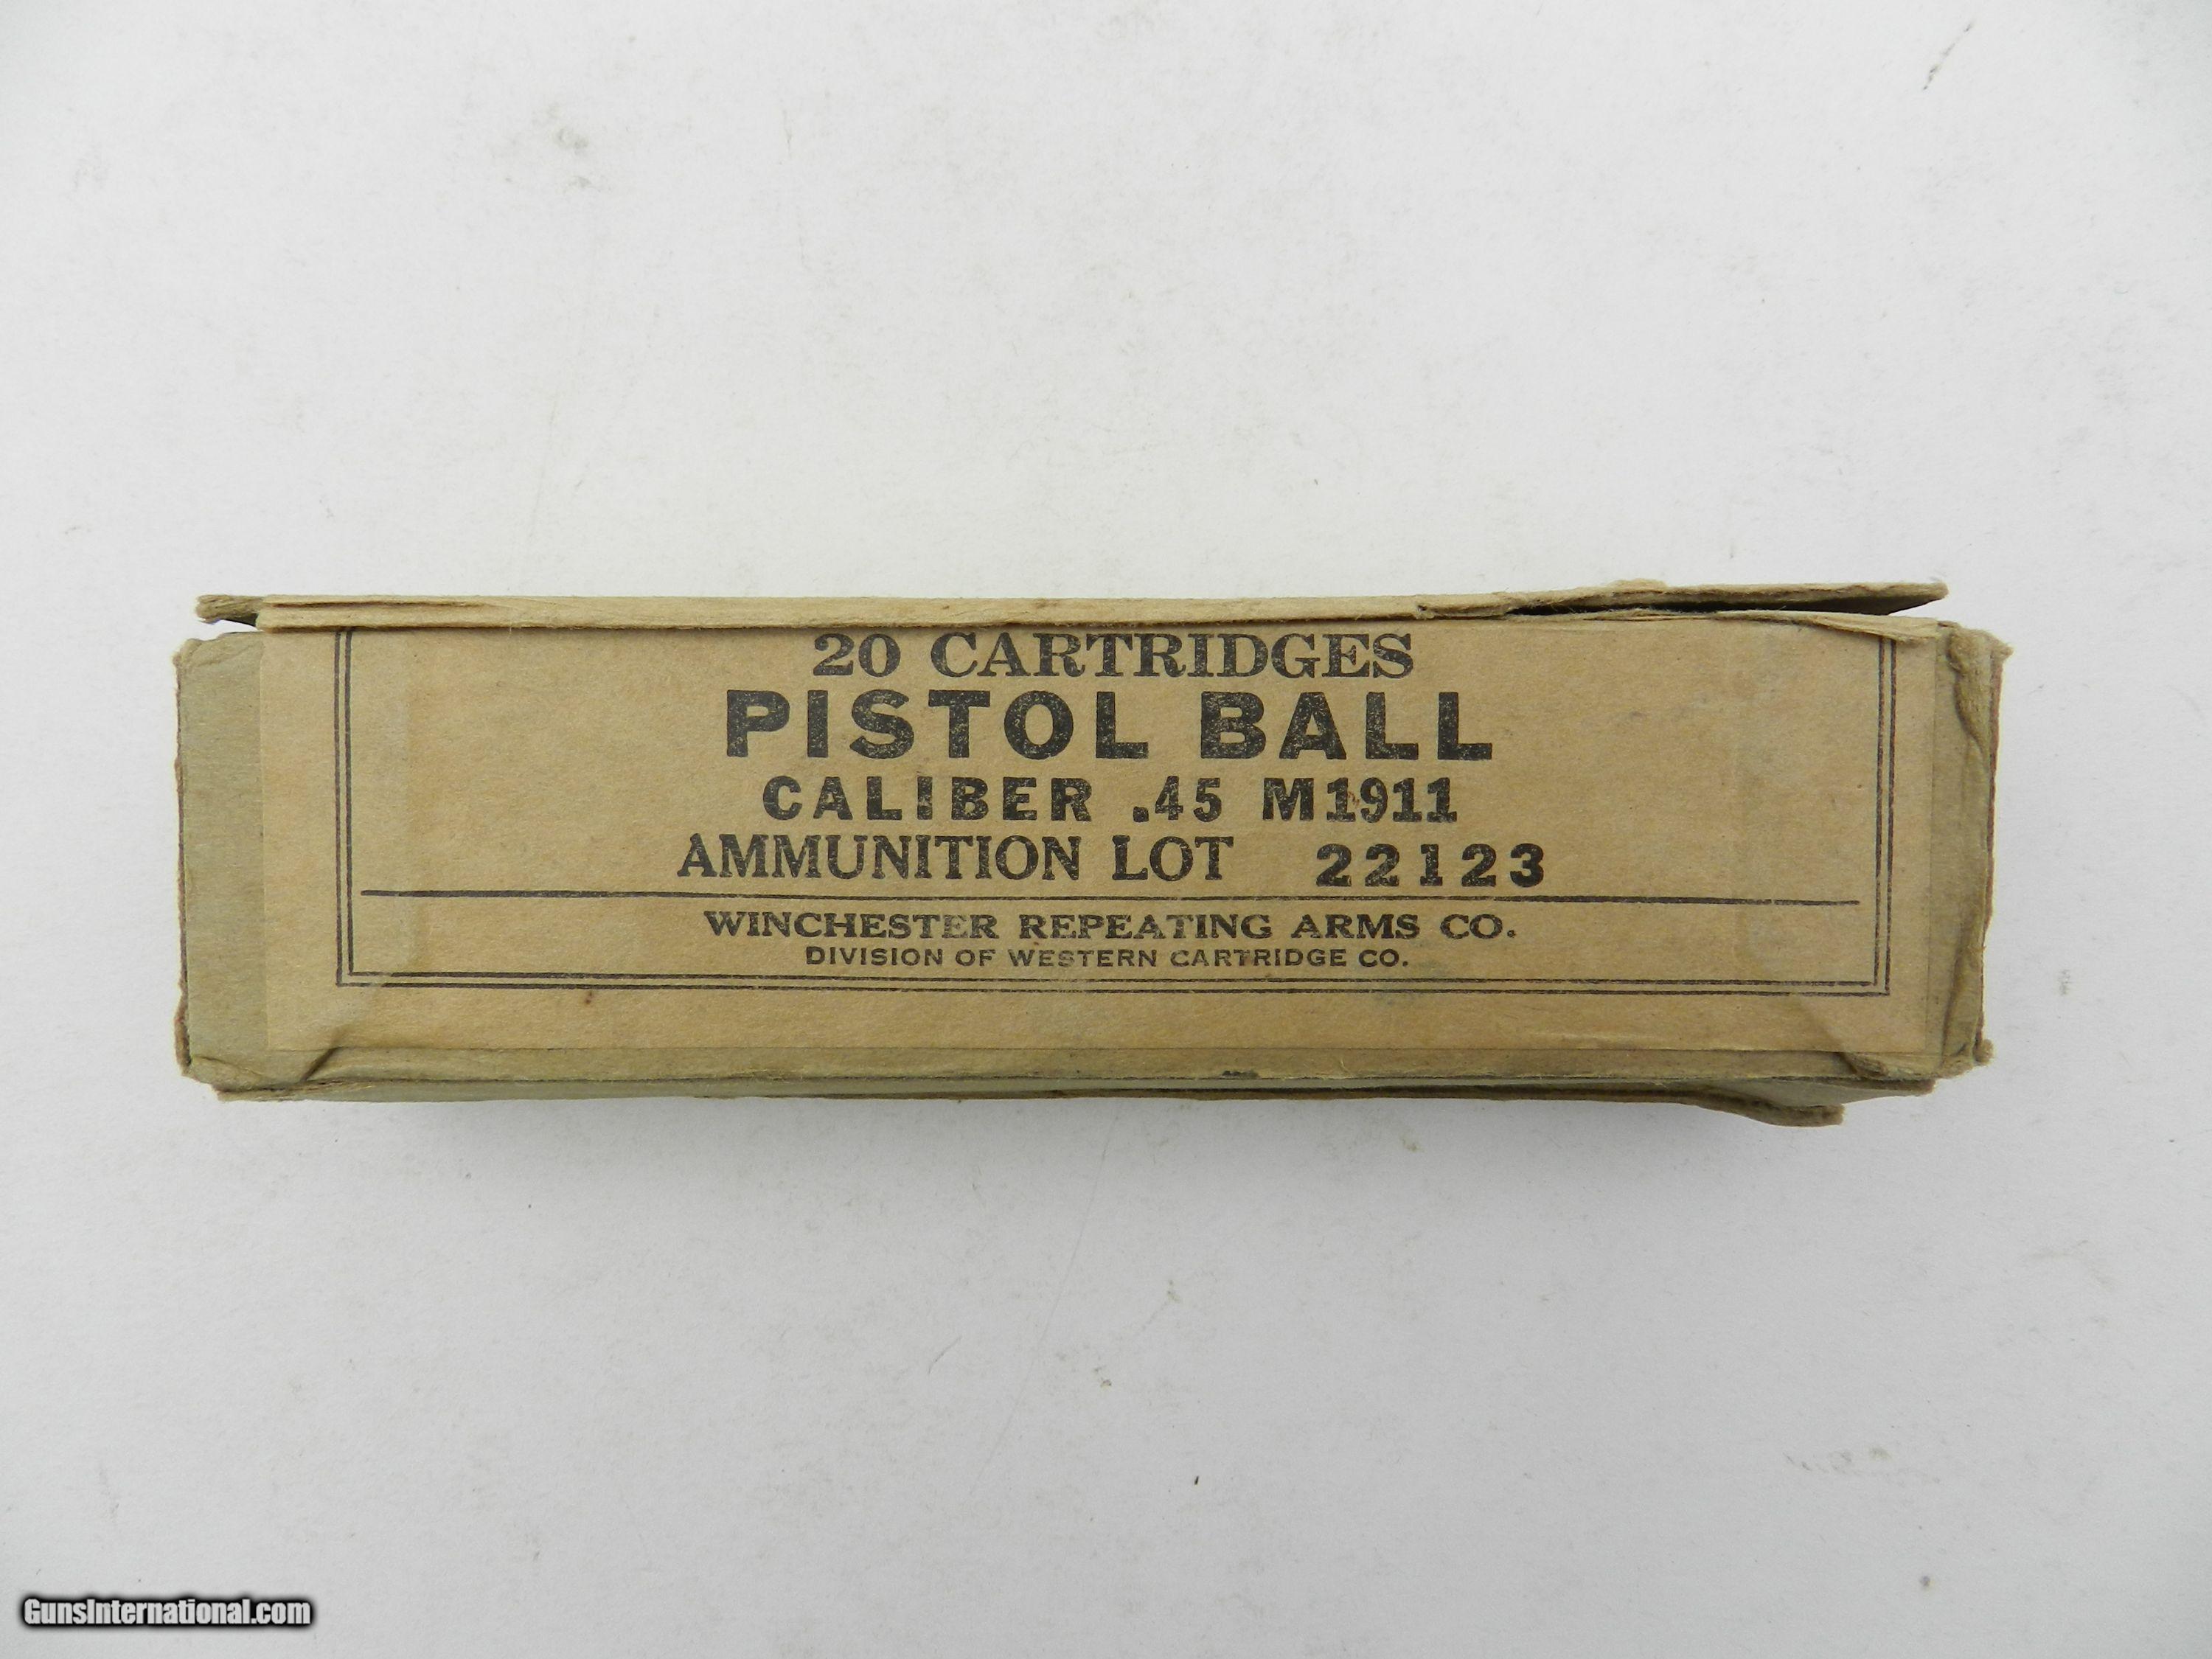 20 CARTRIDGES
PISTOL BALL
CALIBER .45 M1911
AMMUNITION LOT 22123
WINCHESTER REPEATING ARMS CO.
DIVISION OF WESTERN CARTRIDGE CO.
GunsInternational.com